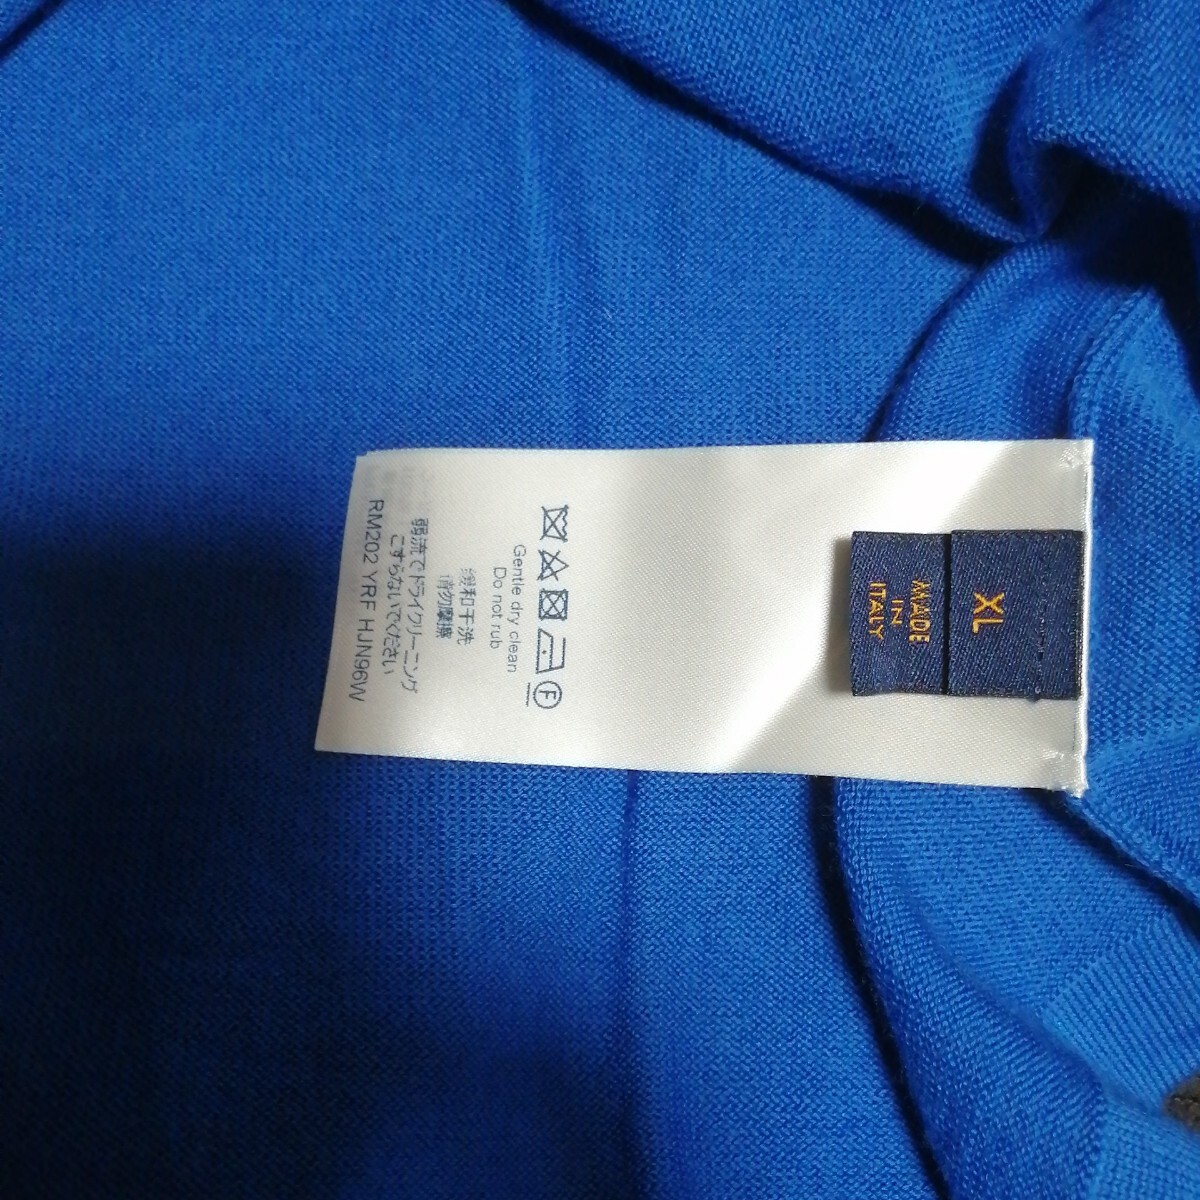 XL
MADE
IN
ITALY
F
Gentle dry clean
Do not rub
缓和干洗
请勿摩擦
弱流でドライクリーニング
こすらないでください
RM202 YRF HJN96W